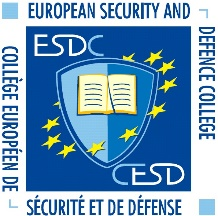 EUROPEAN SECURITY AND
DEFENCE COLLEGE
ESDC
CESD
COLLÈGE EUROPÉEN DE
SÉCURITÉ ET DE DÉFENSE